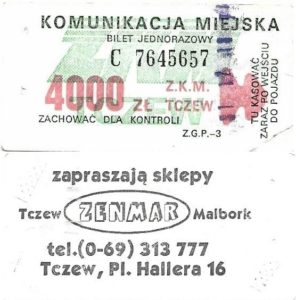 KOMUNIKACJA MIEJSKA
BILET JEDNORAZOWY
C 7645657
4000 ZŁ
Z.K.M.
TCZEW
ZACHOWAĆ DLA KONTROLI
Z.G.P.-3
TU KASOWAĆ
ZARAZ PO WEJŚCIU
DO POJAZDU
zapraszają sklepy
Tczew ZENMAR Malbork
tel.(0-69) 313 777
Tczew, Pl. Hallera 16